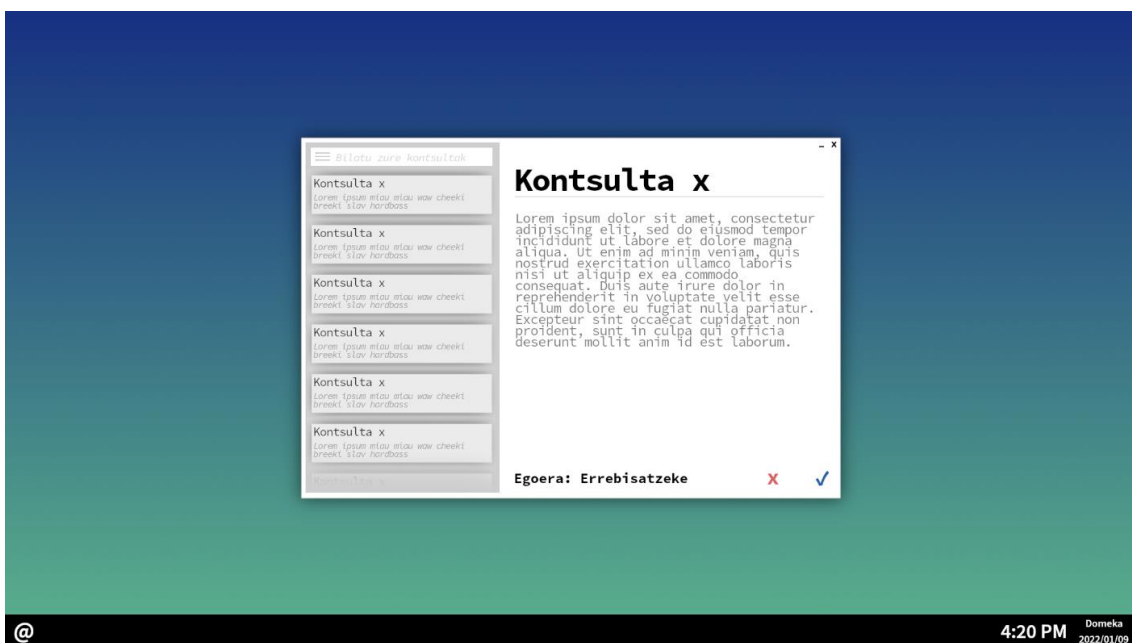 Bilatu zure kontsultak
Kontsulta x
Lorem ipsum miau miau waw cheeki
breeki slav hardbass
Kontsulta x
Lorem ipsum miau miau waw cheeki
breeki slav hardbass
Kontsulta x
Lorem ipsum miau miau waw cheeki
breeki slav hardbass
Kontsulta x
Lorem ipsum miau miau waw cheeki
breeki slav hardbass
Kontsulta x
Lorem ipsum miau miau waw cheeki
breeki slav hardbass
Kontsulta x
Lorem ipsum miau miau waw cheeki
breeki slav hardbass
Kontsulta x
_ x
Kontsulta x
Lorem ipsum dolor sit amet, consectetur
adipiscing elit, sed do eiusmod tempor
incididunt ut labore et dolore magna
aliqua. Ut enim ad minim veniam, quis
nostrud exercitation ullamco laboris
nisi ut aliquip ex ea commodo
consequat. Duis aute irure dolor in
reprehenderit in voluptate velit esse
cillum dolore eu fugiat nulla pariatur.
Excepteur sint occaecat cupidatat non
proident, sunt in culpa qui officia
deserunt mollit anim id est laborum.
Egoera: Errebisatzeke
@
4:20 PM
Domeka
2022/01/09